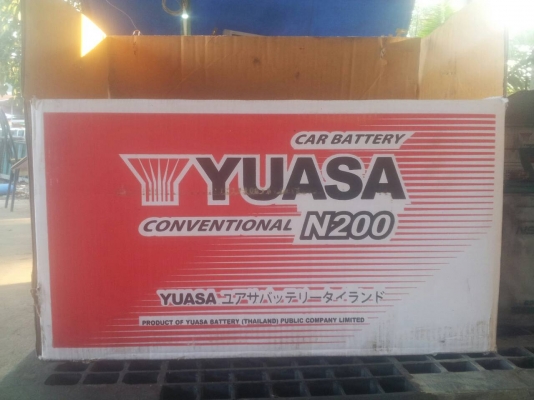 CAR BATTERY
YUASA
CONVENTIONAL N200
YUASA ユアサバッテリータイランド
PRODUCT OF YUASA BATTERY (THAILAND) PUBLIC COMPANY LIMITED